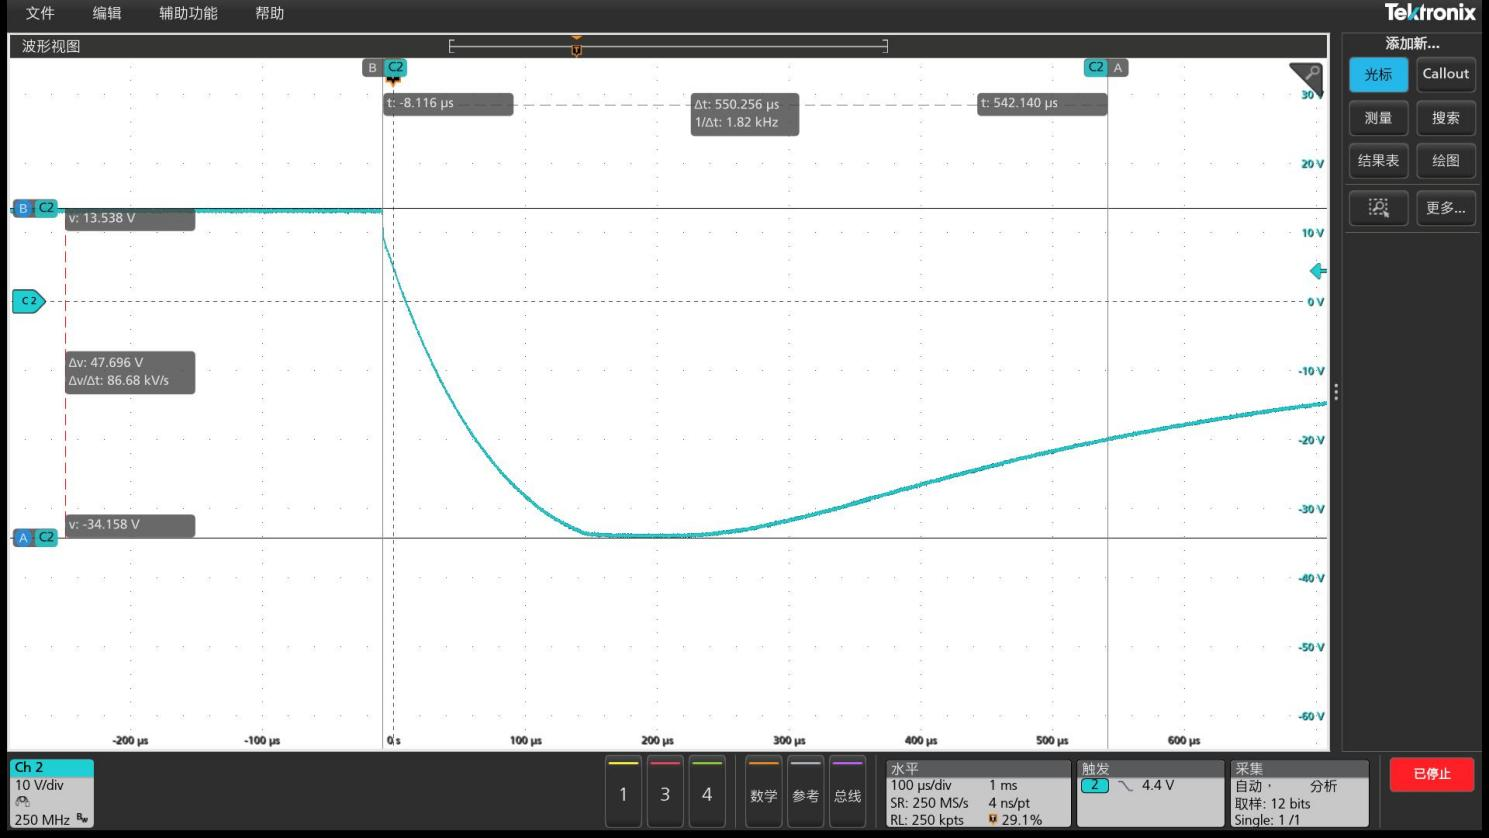 文件 编辑 辅助功能 帮助
Tektronix
波形视图
添加新...
光标 Callout
测量 搜索
结果表 绘图
更多...
B C2
C2 A
t: -8.116 µs
Δt: 550.256 µs
1/Δt: 1.82 kHz
t: 542.140 µs
30 V
20 V
B C2
v: 13.538 V
10 V
C 2
0 V
Δv: 47.696 V
Δv/Δt: 86.68 kV/s
-10 V
-20 V
-30 V
A C2
v: -34.158 V
-40 V
-50 V
-60 V
-200 µs -100 µs 0 s 100 µs 200 µs 300 µs 400 µs 500 µs 600 µs
Ch 2
10 V/div
250 MHz Bw
1 3 4 数学 参考 总线
水平
100 µs/div 1 ms
SR: 250 MS/s 4 ns/pt
RL: 250 kpts T 29.1%
触发
2 4.4 V
采集
自动, 分析
取样: 12 bits
Single: 1 /1
已停止